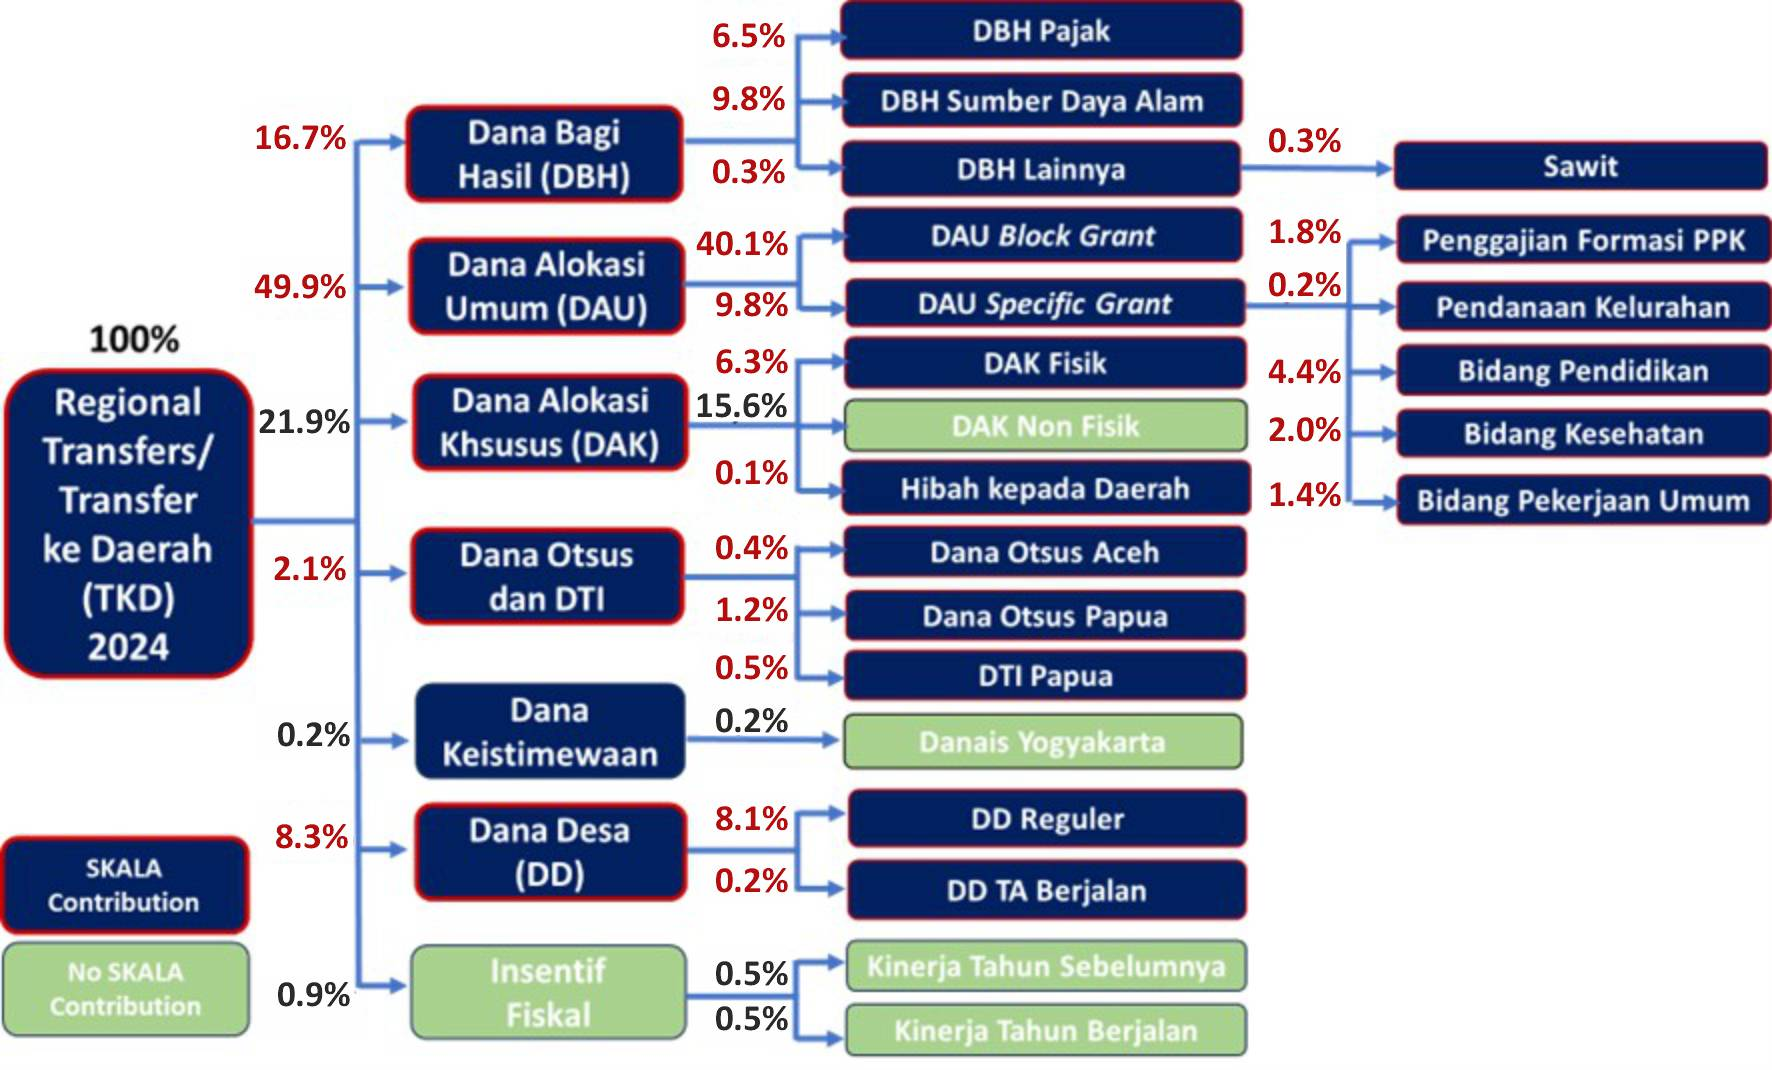 100%
Regional
Transfers/
Transfer
ke Daerah
(TKD)
2024
SKALA
Contribution
No SKALA
Contribution
16.7%
Dana Bagi
Hasil (DBH)
6.5%
DBH Pajak
9.8%
DBH Sumber Daya Alam
0.3%
DBH Lainnya
0.3%
Sawit
49.9%
Dana Alokasi
Umum (DAU)
40.1%
DAU Block Grant
9.8%
DAU Specific Grant
1.8%
Penggajian Formasi PPK
0.2%
Pendanaan Kelurahan
4.4%
Bidang Pendidikan
2.0%
Bidang Kesehatan
1.4%
Bidang Pekerjaan Umum
21.9%
Dana Alokasi
Khsusus (DAK)
6.3%
DAK Fisik
15.6%
DAK Non Fisik
0.1%
Hibah kepada Daerah
2.1%
Dana Otsus
dan DTI
0.4%
Dana Otsus Aceh
1.2%
Dana Otsus Papua
0.5%
DTI Papua
0.2%
Dana
Keistimewaan
0.2%
Danais Yogyakarta
8.3%
Dana Desa
(DD)
8.1%
DD Reguler
0.2%
DD TA Berjalan
0.9%
Insentif
Fiskal
0.5%
Kinerja Tahun Sebelumnya
0.5%
Kinerja Tahun Berjalan